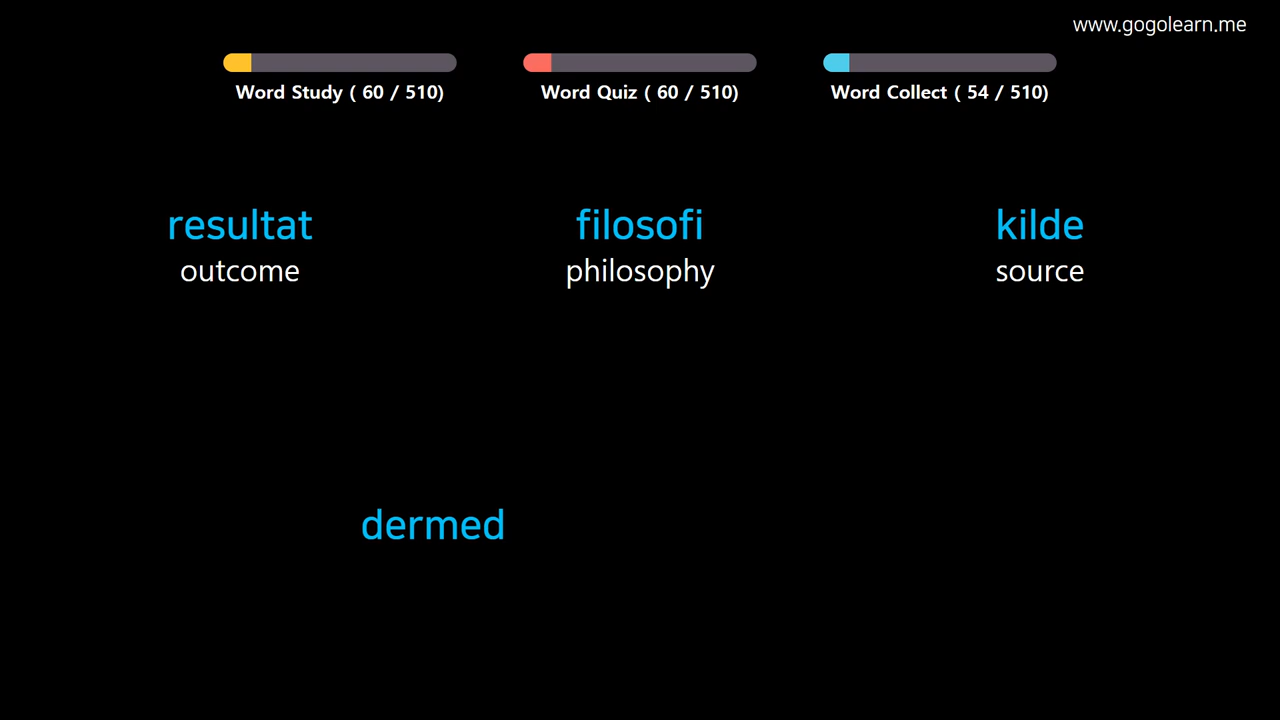 www.gogolearn.me
Word Study ( 60 / 510)
Word Quiz ( 60 / 510)
Word Collect ( 54 / 510)
resultat
outcome
filosofi
philosophy
kilde
source
dermed